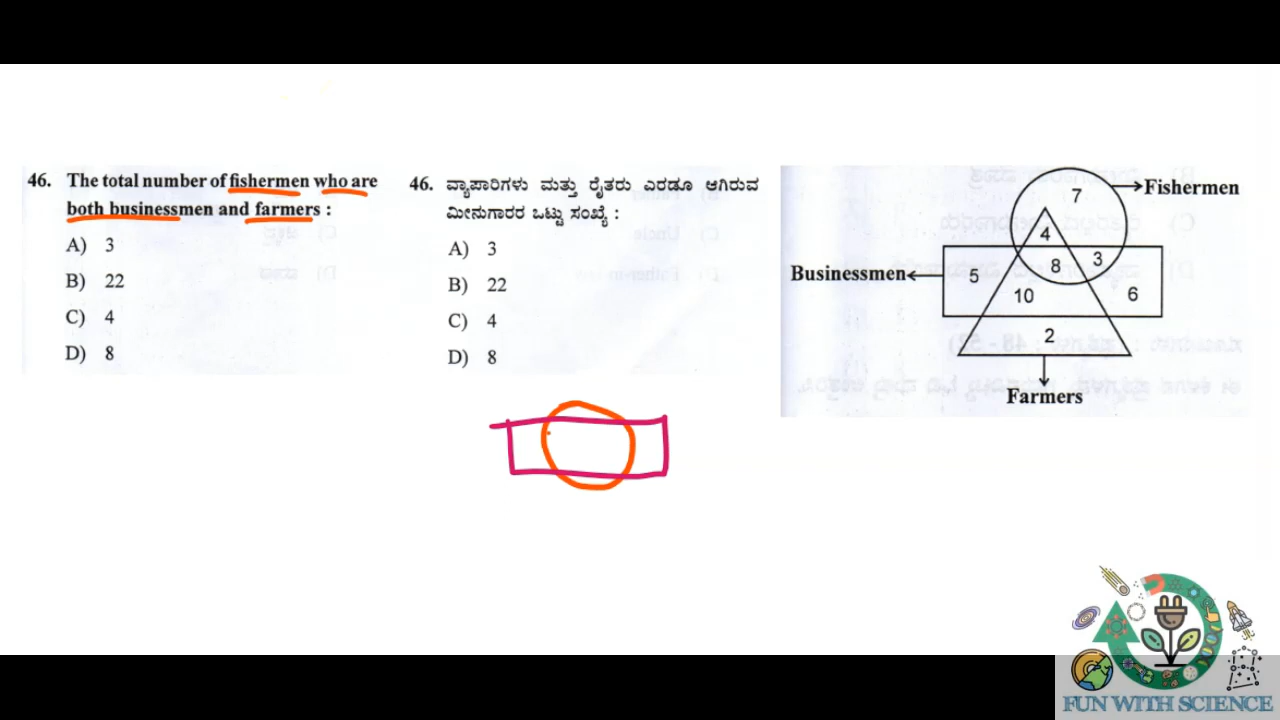 46. The total number of fishermen who are
both businessmen and farmers :
A) 3
B) 22
C) 4
D) 8
46. ವ್ಯಾಪಾರಿಗಳು ಮತ್ತು ರೈತರು ಎರಡೂ ಆಗಿರುವ
ಮೀನುಗಾರರ ಒಟ್ಟು ಸಂಖ್ಯೆ :
A) 3
B) 22
C) 4
D) 8
7
Fishermen
4
Businessmen
5
8
3
10
6
2
Farmers
FUN WITH SCIENCE